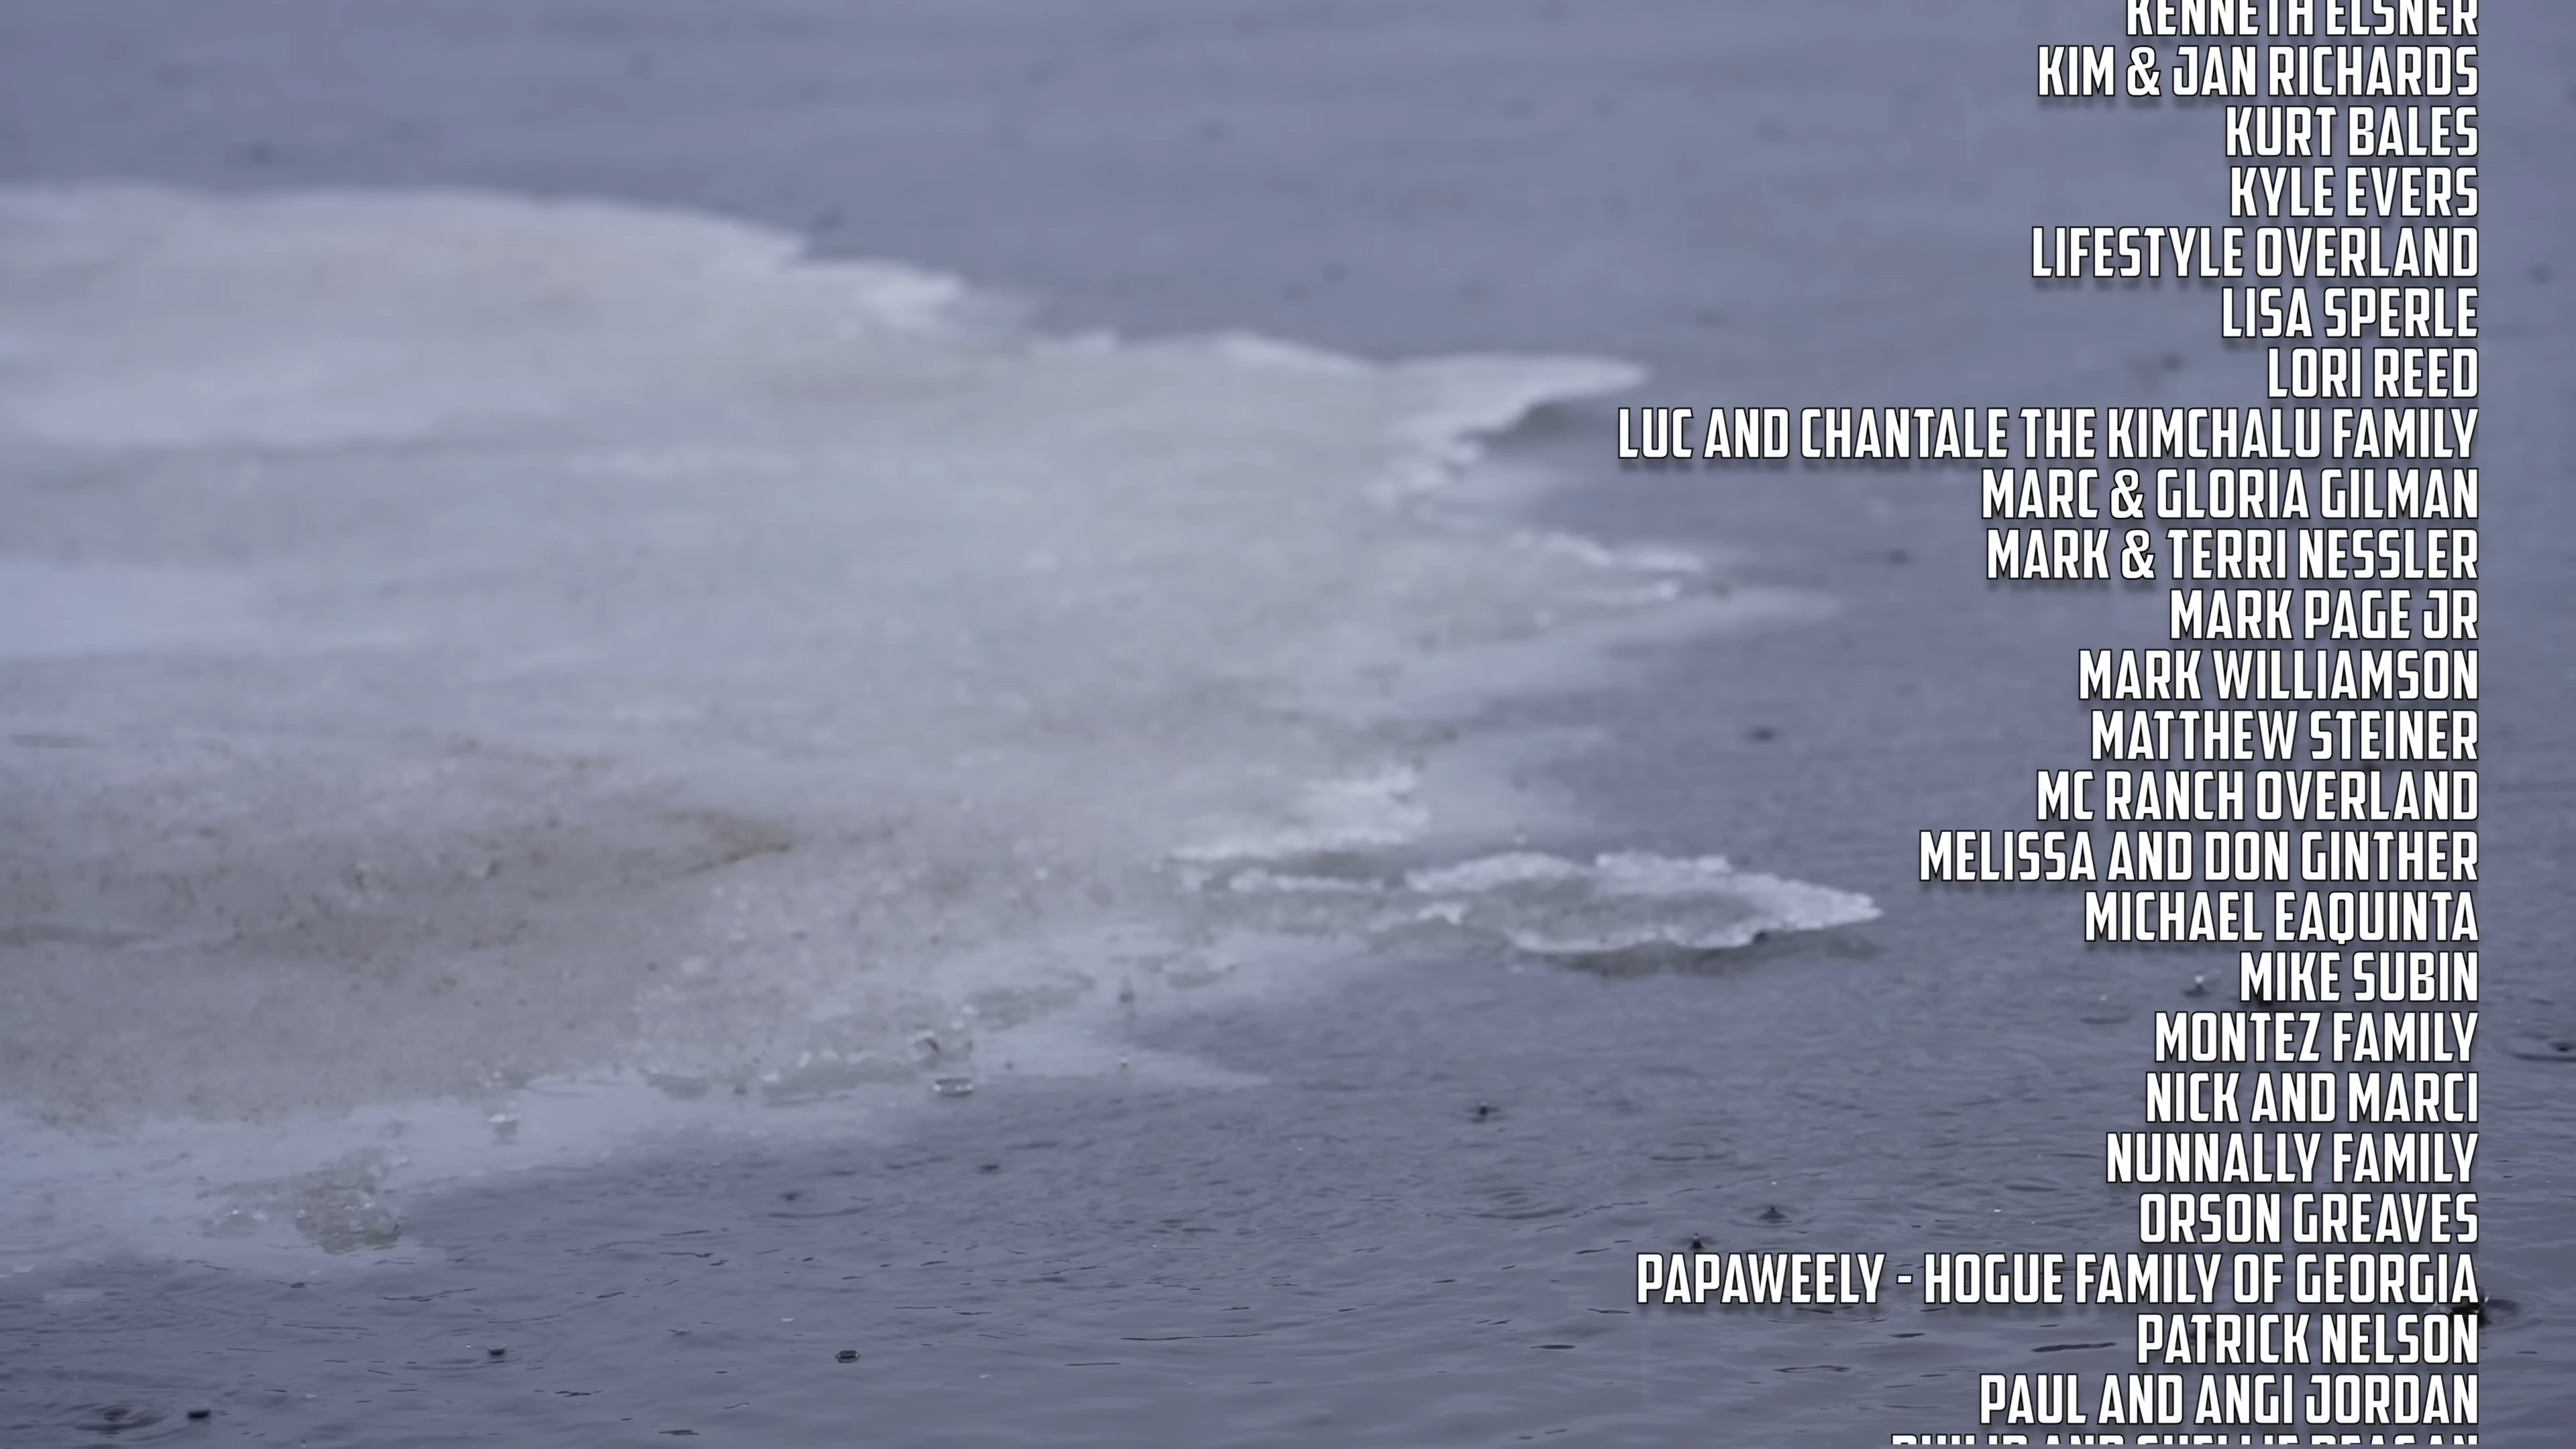 KENNETH ELSNER
KIM & JAN RICHARDS
KURT BALES
KYLE EVERS
LIFESTYLE OVERLAND
LISA SPERLE
LORI REED
LUC AND CHANTALE THE KIMCHALU FAMILY
MARC & GLORIA GILMAN
MARK & TERRI NESSLER
MARK PAGE JR
MARK WILLIAMSON
MATTHEW STEINER
MC RANCH OVERLAND
MELISSA AND DON GINTHER
MICHAEL EAQUINTA
MIKE SUBIN
MONTEZ FAMILY
NICK AND MARCI
NUNNALLY FAMILY
ORSON GREAVES
PAPAWEELY - HOGUE FAMILY OF GEORGIA
PATRICK NELSON
PAUL AND ANGI JORDAN